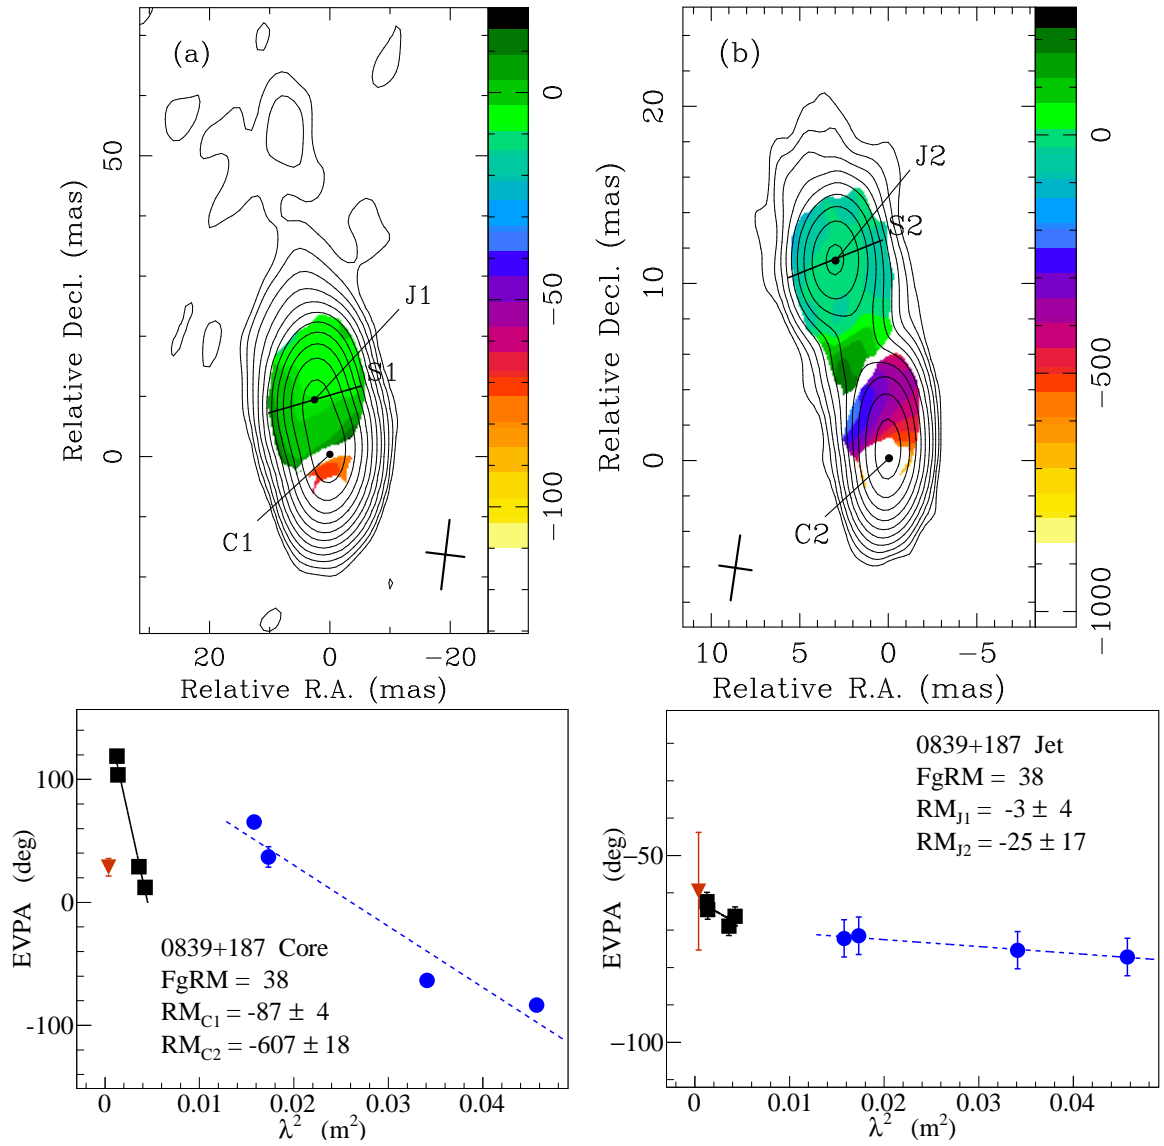 (a)
50
0
Relative Decl. (mas)
J1
S1
C1
20
0
−20
Relative R.A. (mas)
0
−50
−100
(b)
20
10
0
Relative Decl. (mas)
J2
S2
C2
10
5
0
−5
Relative R.A. (mas)
0
−500
−1000
100
0
-100
EVPA (deg)
0839+187 Core
FgRM = 38
RM_C1 = -87 ± 4
RM_C2 = -607 ± 18
0
0.01
0.02
0.03
0.04
λ² (m²)
−50
−100
EVPA (deg)
0839+187 Jet
FgRM = 38
RM_J1 = -3 ± 4
RM_J2 = -25 ± 17
0
0.01
0.02
0.03
0.04
λ² (m²)